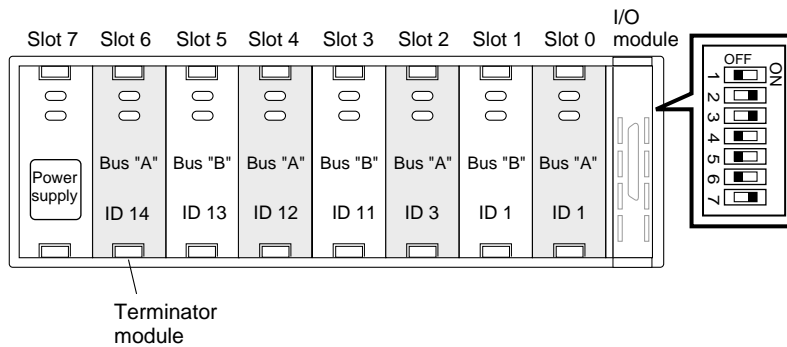 I/O
module
Slot 7 Slot 6 Slot 5 Slot 4 Slot 3 Slot 2 Slot 1 Slot 0
Power
supply
Bus "A" Bus "B" Bus "A" Bus "B" Bus "A" Bus "B" Bus "A"
ID 14 ID 13 ID 12 ID 11 ID 3 ID 1 ID 1
OFF
ON
1
2
3
4
5
6
7
Terminator
module